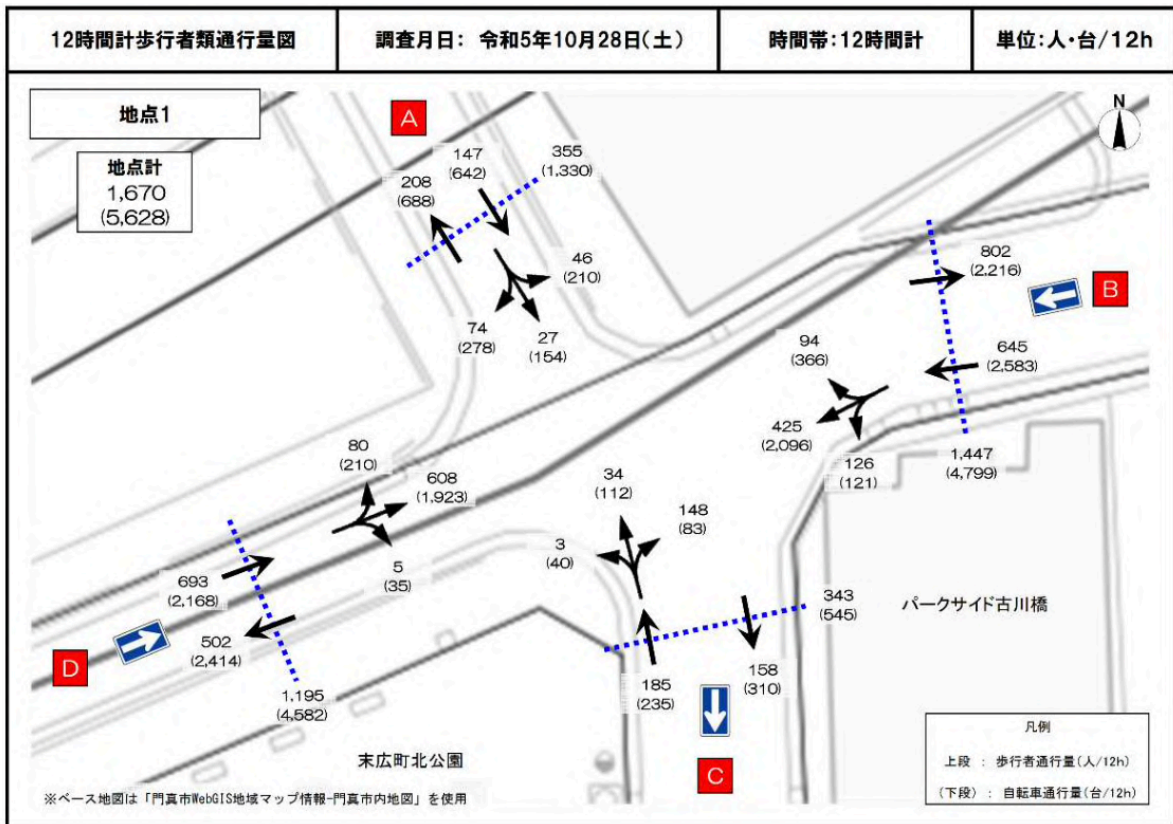 12時間計歩行者類通行量図
調査月日: 令和5年10月28日(土)
時間帯:12時間計
単位:人・台/12h
地点1
地点計
1,670
(5,628)
A
N
147
(642)
355
(1,330)
208
(688)
46
(210)
74
(278)
27
(154)
802
(2,216)
B
94
(366)
645
(2,583)
425
(2,096)
126
(121)
1,447
(4,799)
80
(210)
608
(1,923)
34
(112)
148
(83)
3
(40)
5
(35)
693
(2,168)
343
(545)
パークサイド古川橋
502
(2,414)
D
185
(235)
158
(310)
1,195
(4,582)
末広町北公園
C
凡例
上段 : 歩行者通行量(人/12h)
(下段) : 自転車通行量(台/12h)
※ベース地図は「門真市WebGIS地域マップ情報-門真市内地図」を使用